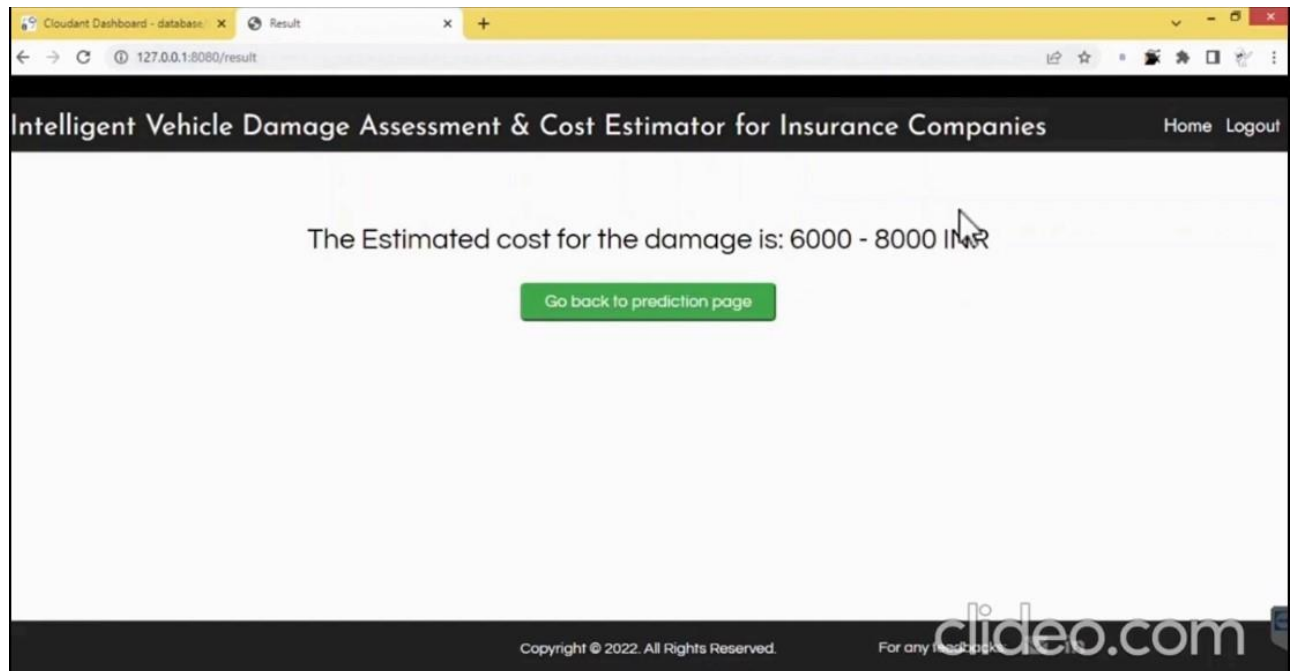 Cloudant Dashboard - database/
Result
127.0.0.1:8080/result
Intelligent Vehicle Damage Assessment & Cost Estimator for Insurance Companies
Home Logout
The Estimated cost for the damage is: 6000 - 8000 INR
Go back to prediction page
Copyright © 2022. All Rights Reserved.
For any feedbacks
clideo.com